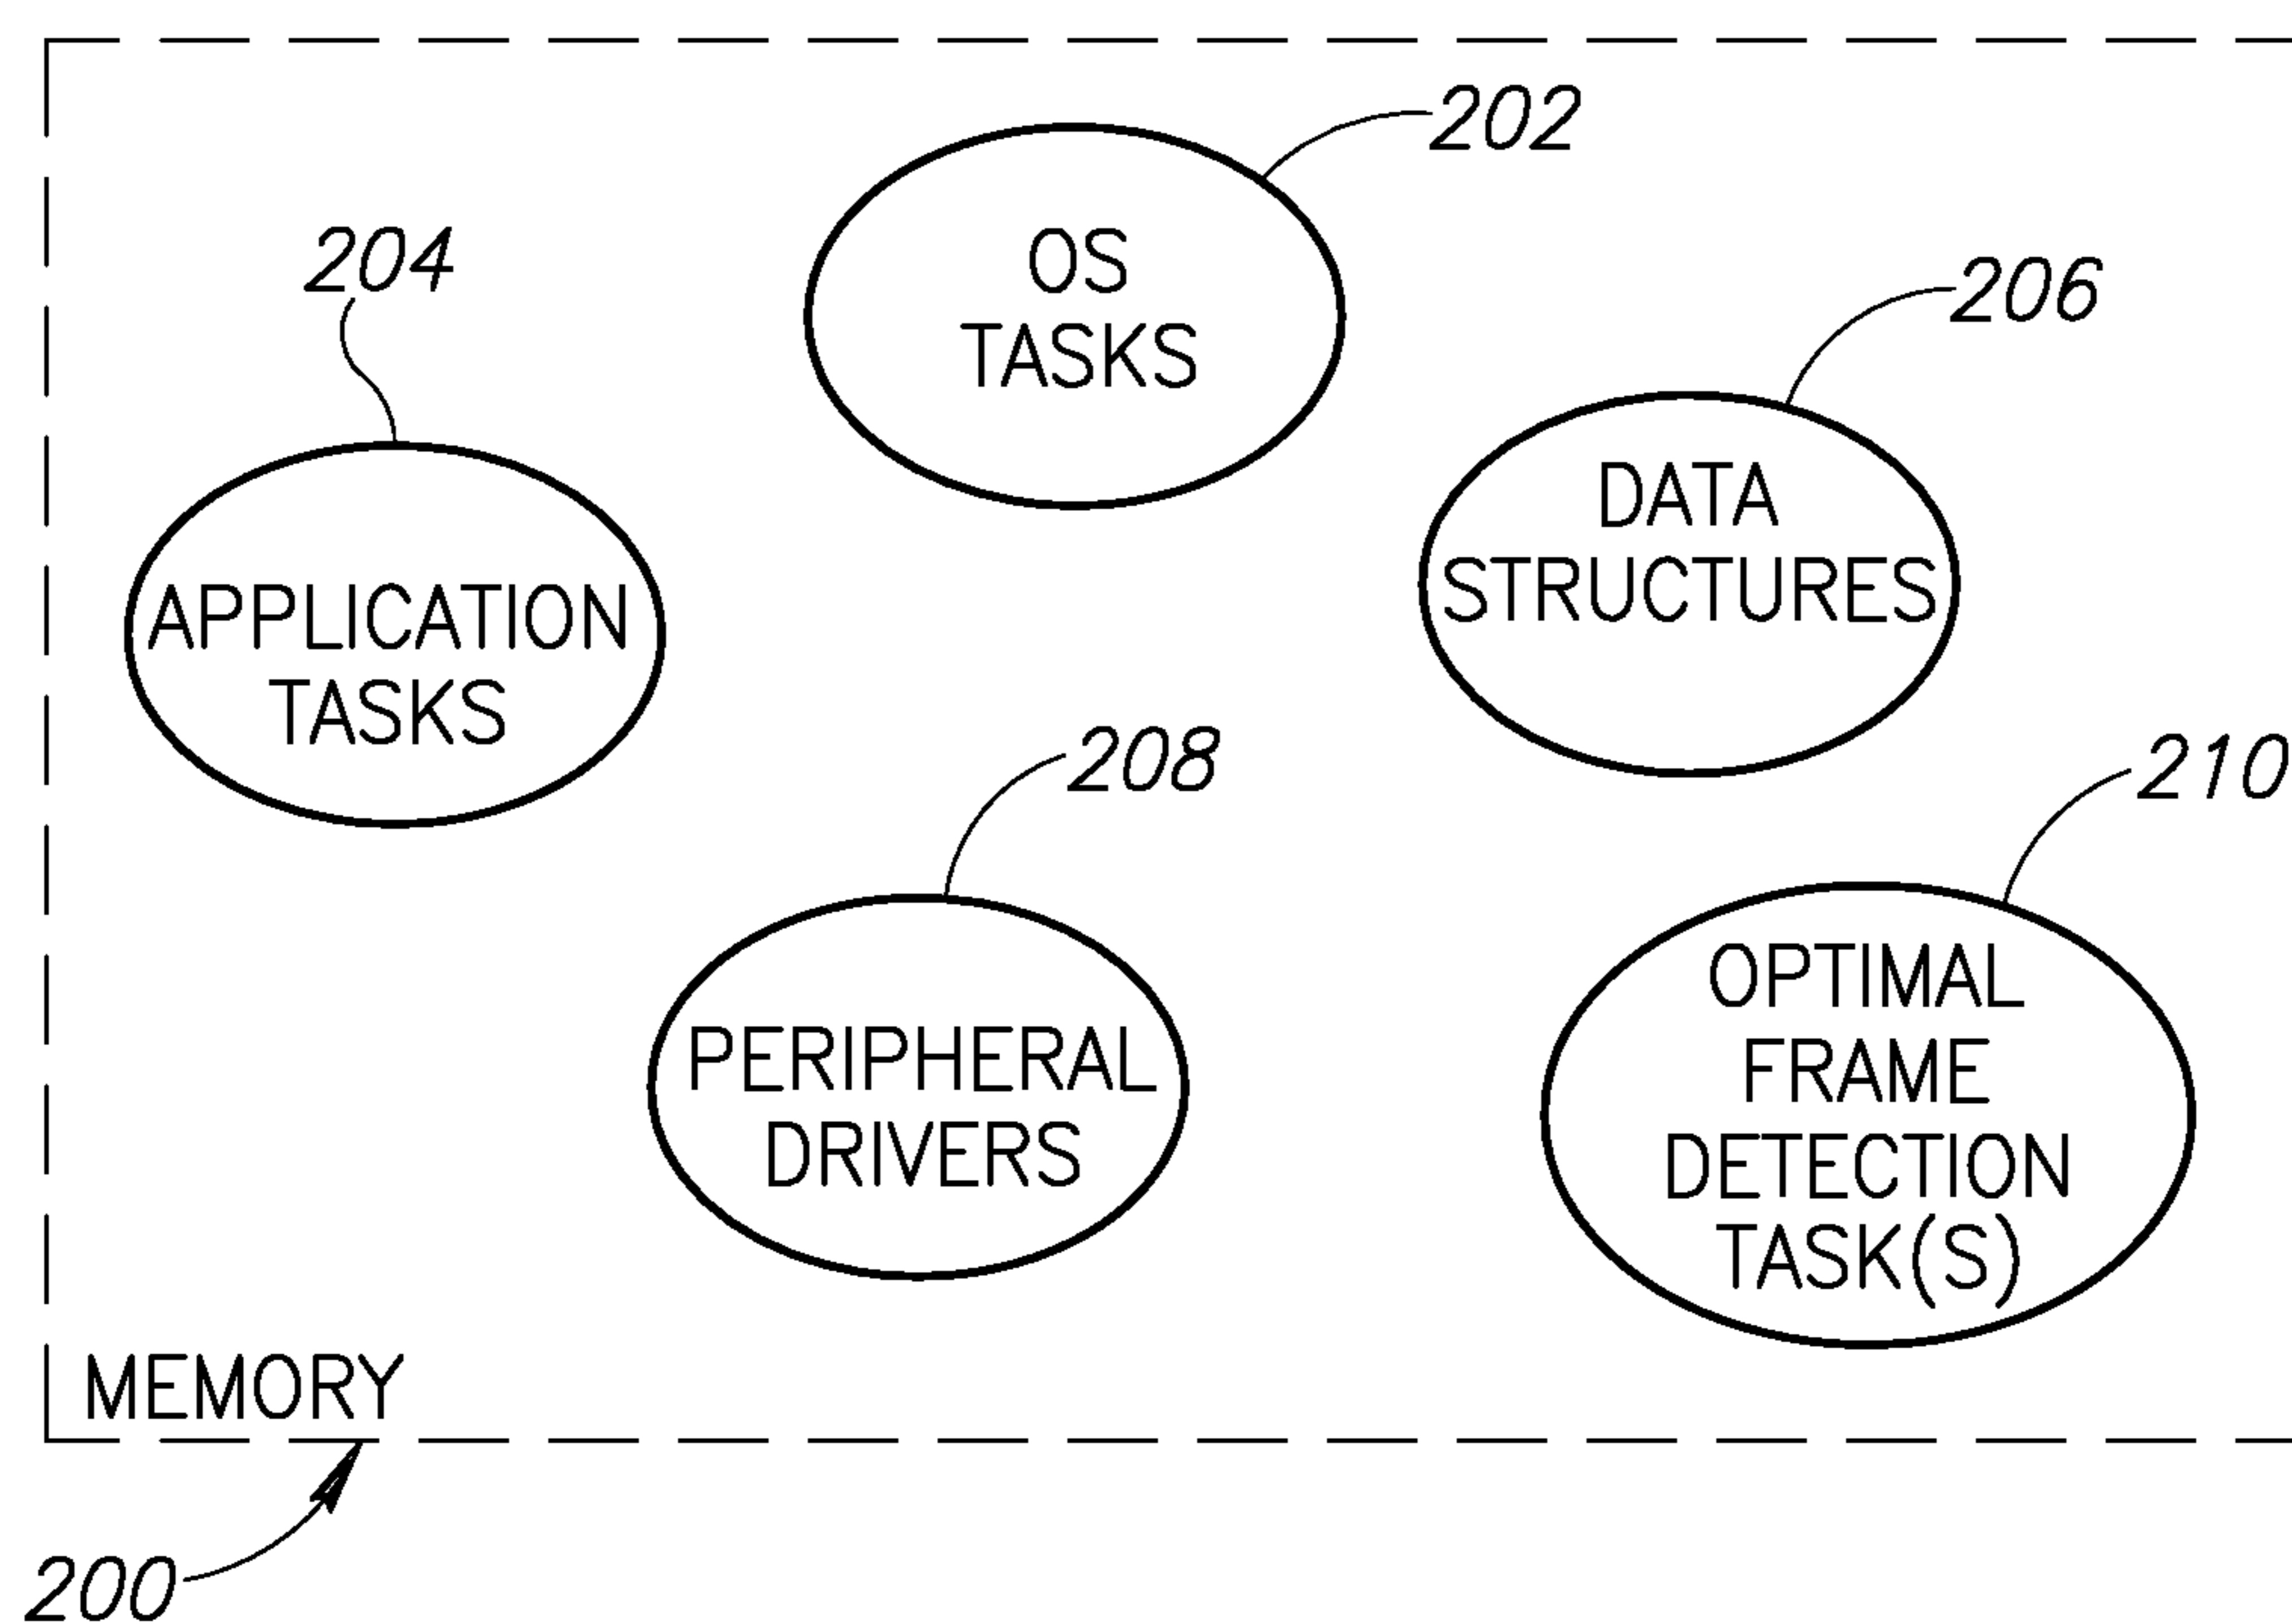 202
OS
TASKS
204
APPLICATION
TASKS
206
DATA
STRUCTURES
208
PERIPHERAL
DRIVERS
210
OPTIMAL
FRAME
DETECTION
TASK(S)
MEMORY
200